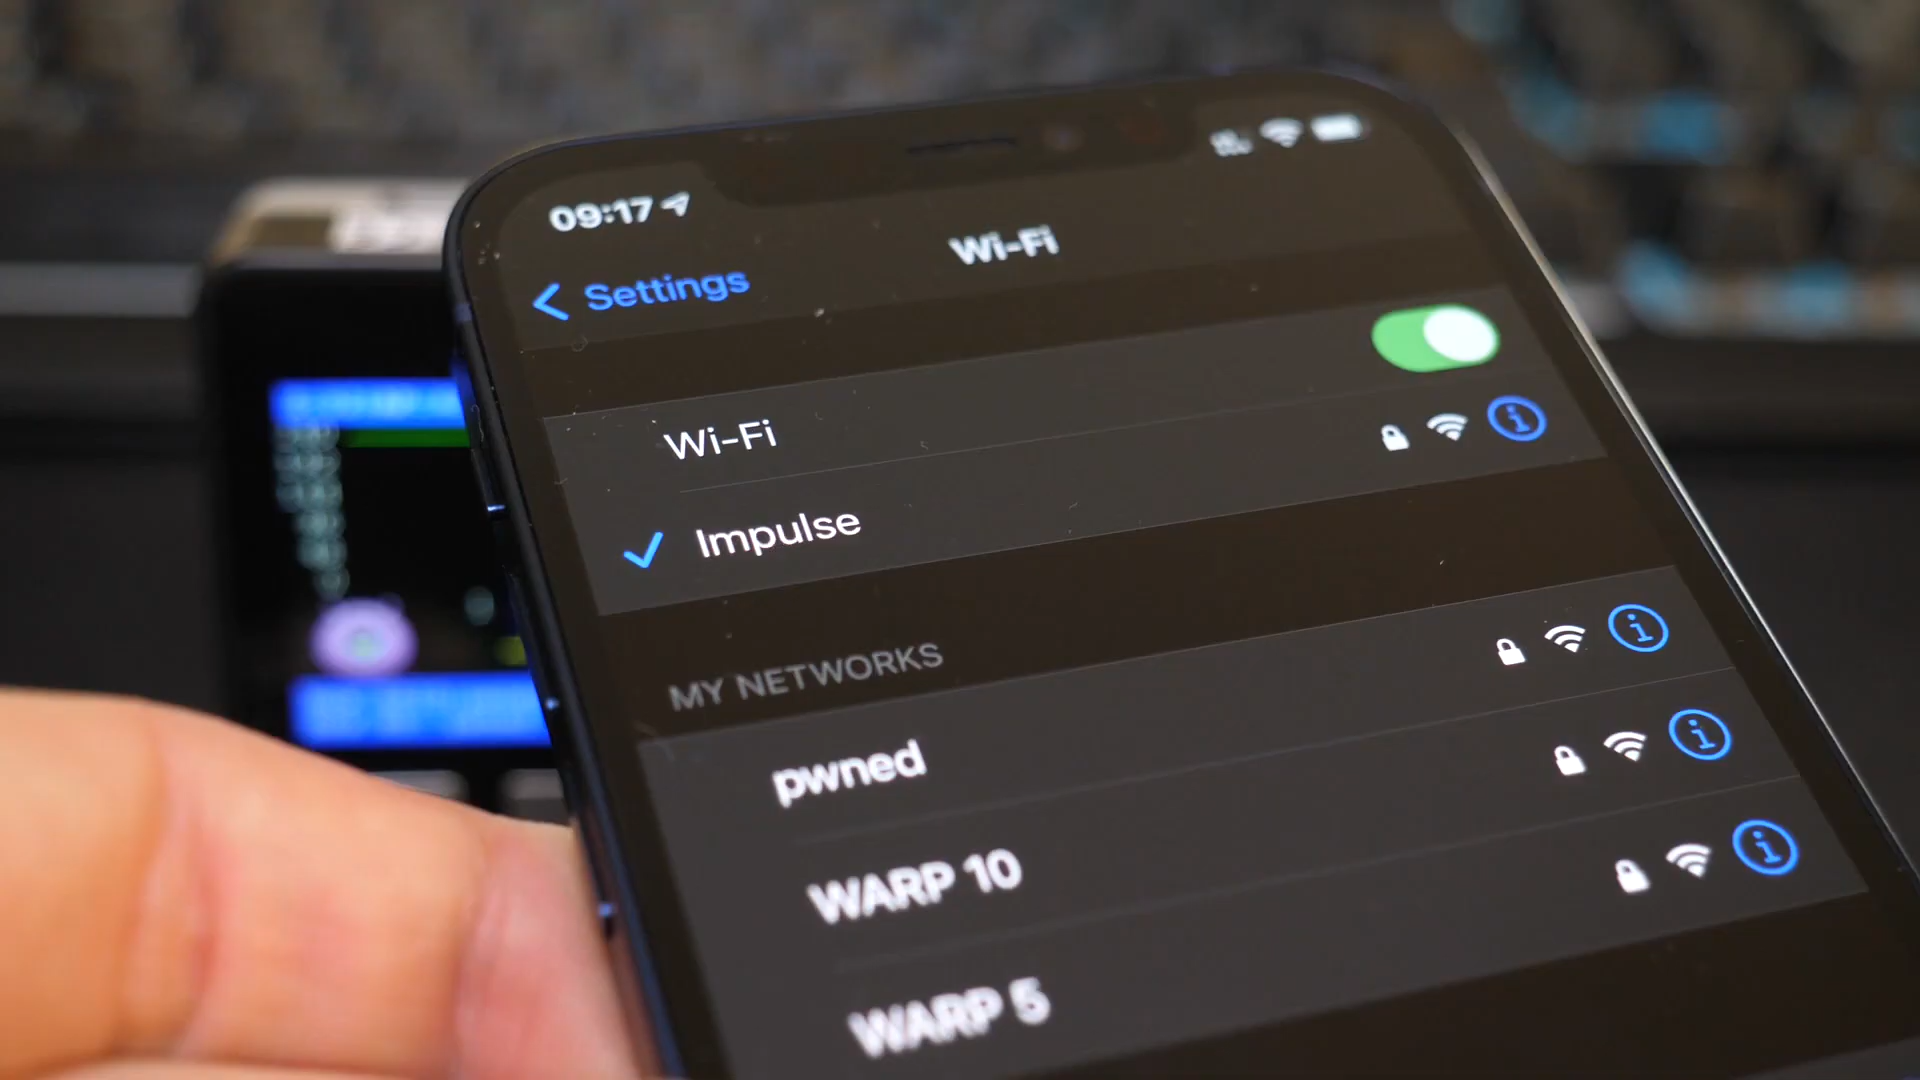 09:17
Wi-Fi
Settings
Wi-Fi
Impulse
MY NETWORKS
pwned
WARP 10
WARP 5